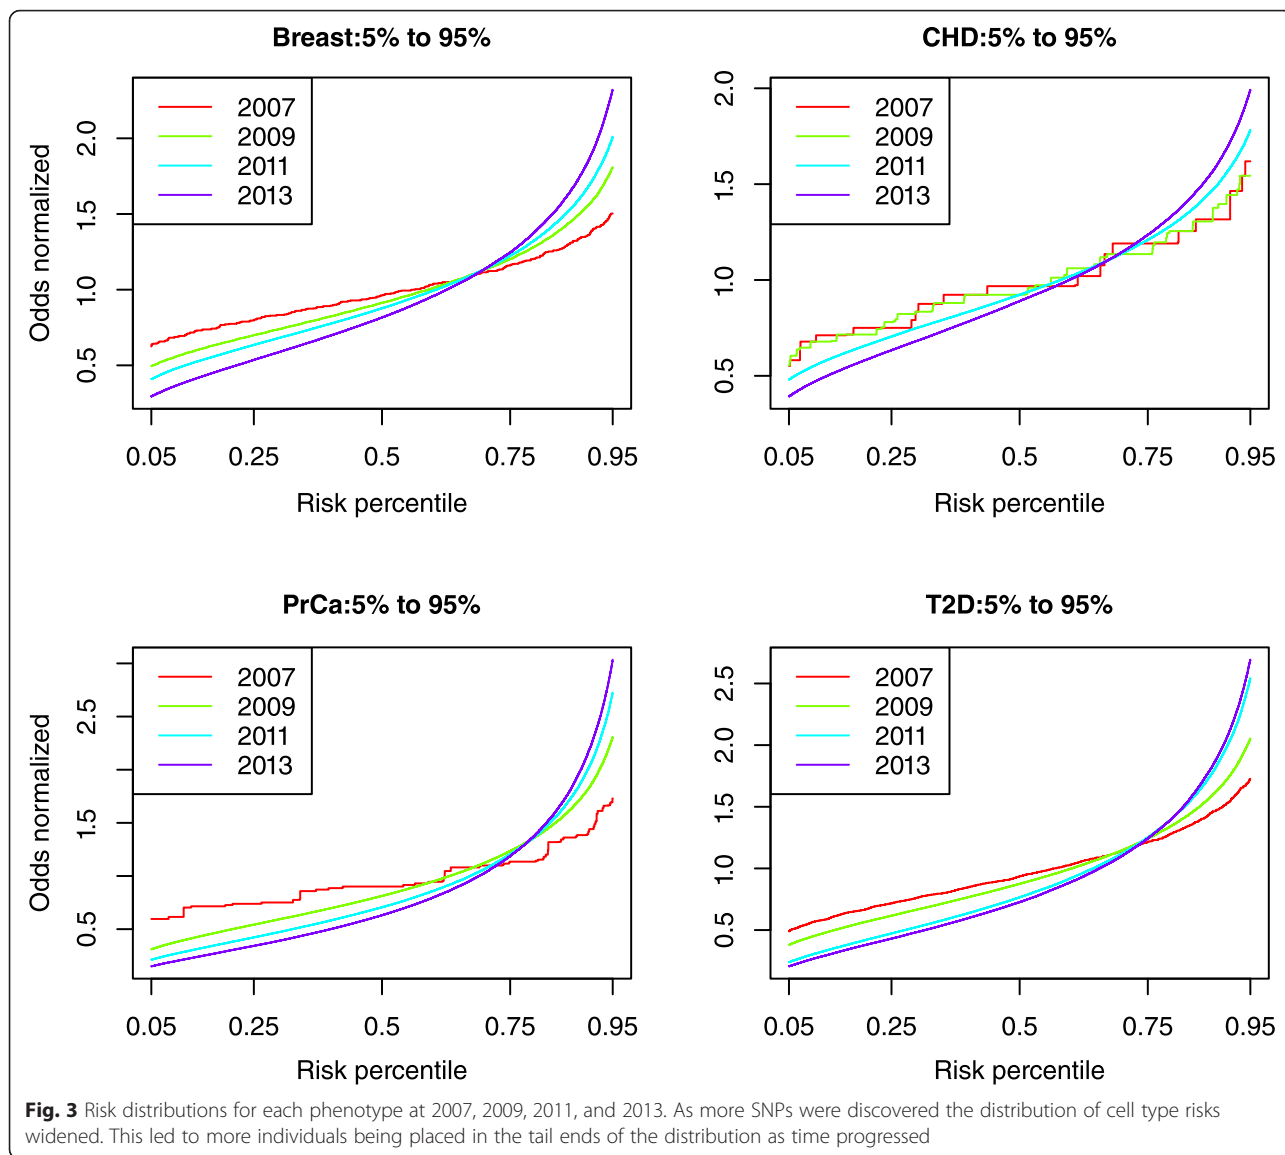 Breast:5% to 95%
2007
2009
2011
2013
Odds normalized
2.0
1.5
1.0
0.5
0.05 0.25 0.5 0.75 0.95
Risk percentile
CHD:5% to 95%
2007
2009
2011
2013
2.0
1.5
1.0
0.5
0.05 0.25 0.5 0.75 0.95
Risk percentile
PrCa:5% to 95%
2007
2009
2011
2013
Odds normalized
2.5
1.5
0.5
0.05 0.25 0.5 0.75 0.95
Risk percentile
T2D:5% to 95%
2007
2009
2011
2013
2.5
2.0
1.5
1.0
0.5
0.05 0.25 0.5 0.75 0.95
Risk percentile
Fig. 3 Risk distributions for each phenotype at 2007, 2009, 2011, and 2013. As more SNPs were discovered the distribution of cell type risks
widened. This led to more individuals being placed in the tail ends of the distribution as time progressed